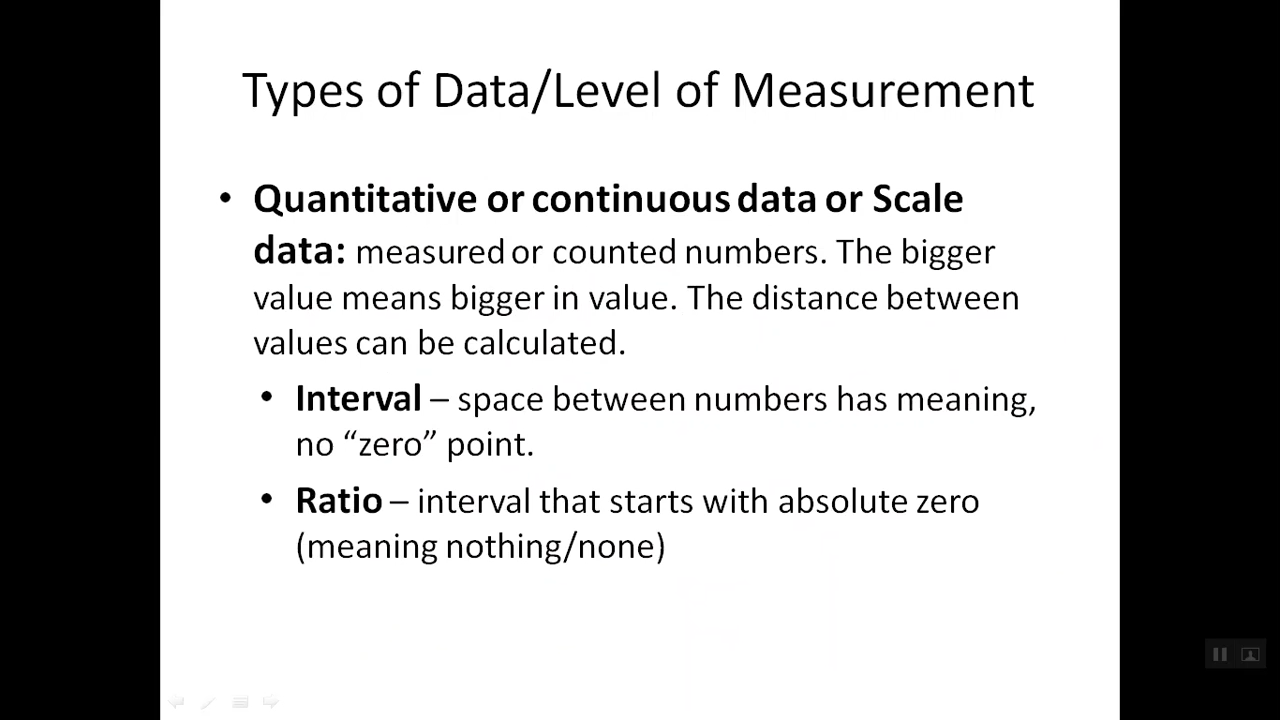 Types of Data/Level of Measurement
• Quantitative or continuous data or Scale
data: measured or counted numbers. The bigger
value means bigger in value. The distance between
values can be calculated.
• Interval – space between numbers has meaning,
no “zero” point.
• Ratio – interval that starts with absolute zero
(meaning nothing/none)